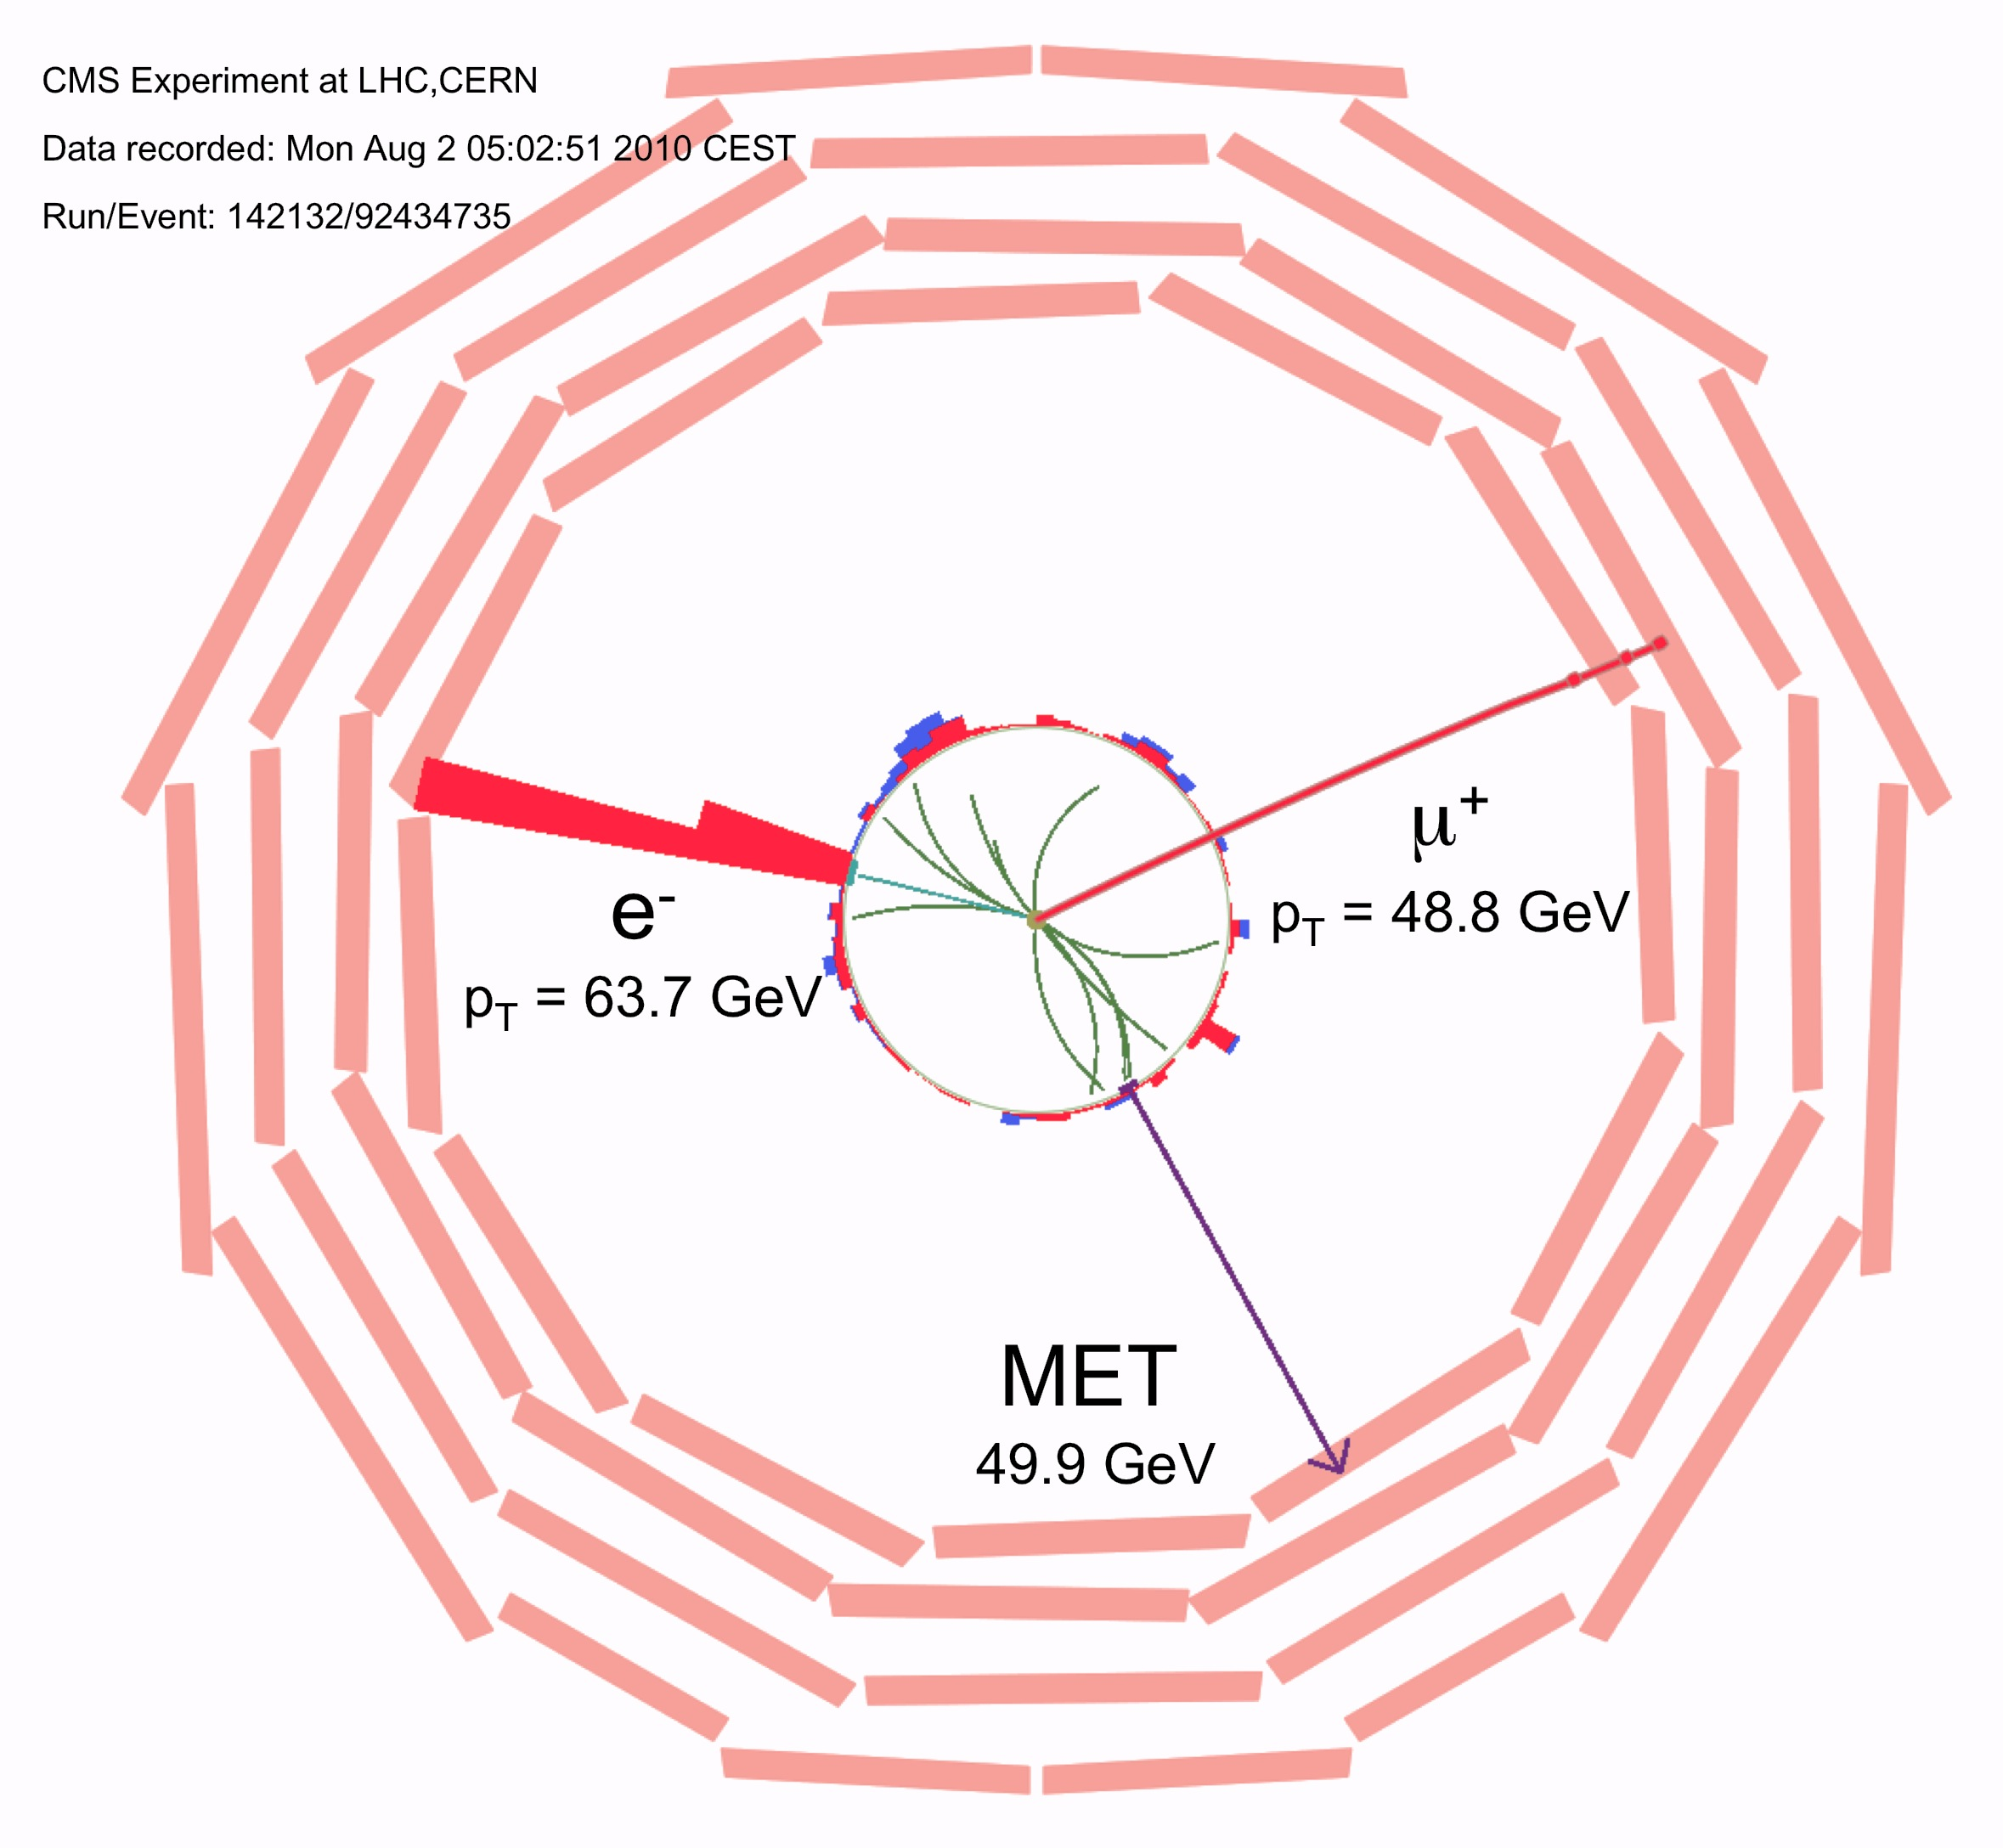 CMS Experiment at LHC,CERN
Data recorded: Mon Aug 2 05:02:51 2010 CEST
Run/Event: 142132/92434735
μ+
pT = 48.8 GeV
e-
pT = 63.7 GeV
MET
49.9 GeV